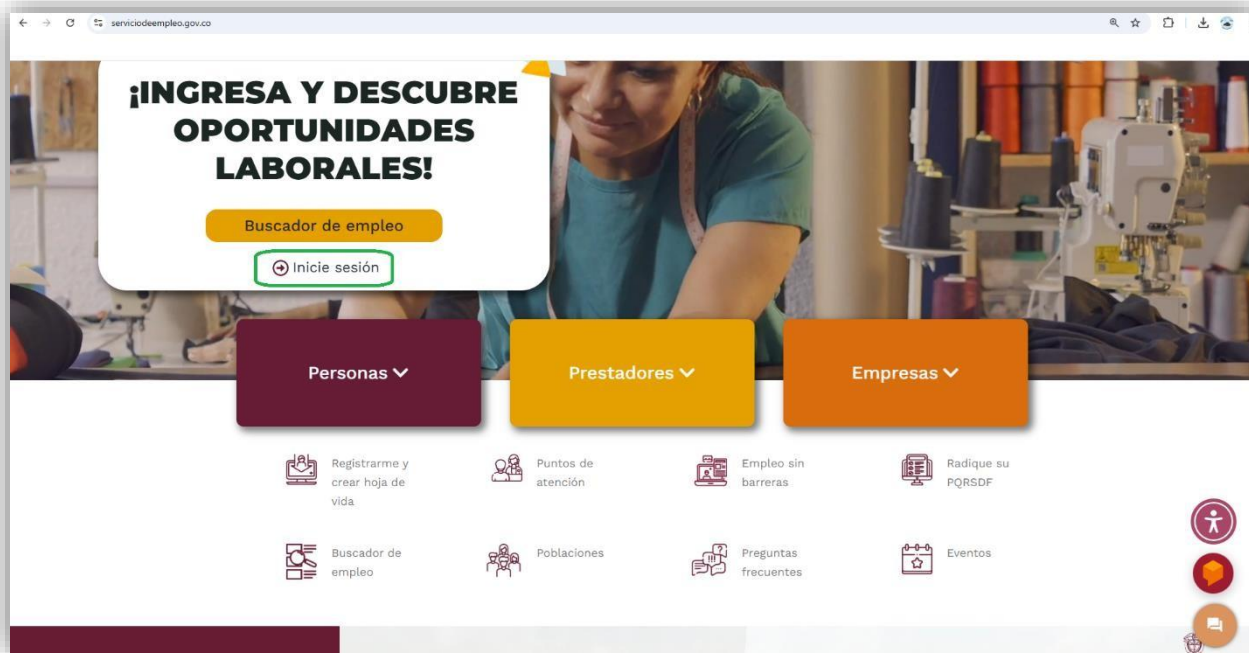 serviciodeempleo.gov.co
¡INGRESA Y DESCUBRE
OPORTUNIDADES
LABORALES!
Buscador de empleo
Inicie sesión
Personas
Prestadores
Empresas
Registrarme y
crear hoja de
vida
Puntos de
atención
Empleo sin
barreras
Radique su
PQRSDF
Buscador de
empleo
Poblaciones
Preguntas
frecuentes
Eventos